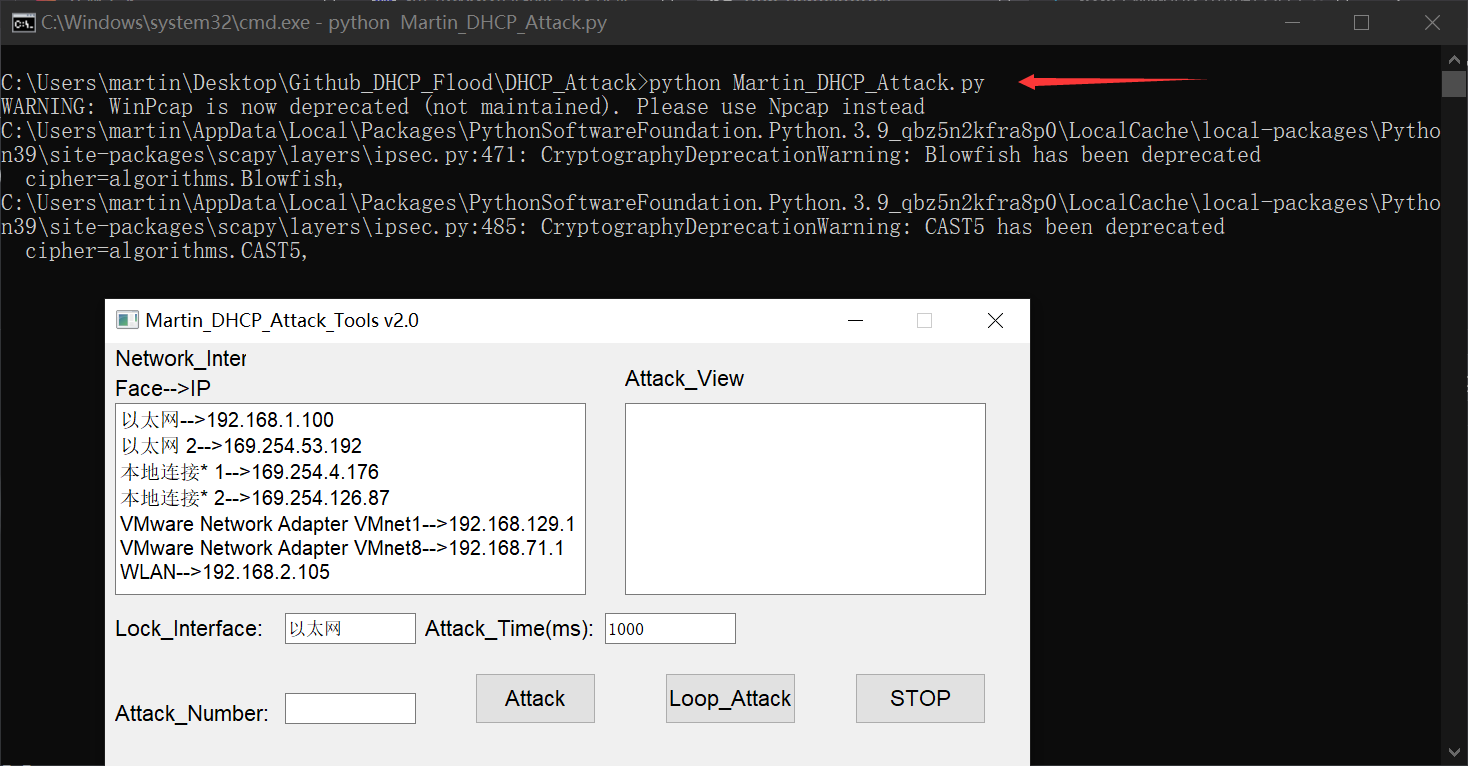 C:\Windows\system32\cmd.exe - python  Martin_DHCP_Attack.py
C:\Users\martin\Desktop\Github_DHCP_Flood\DHCP_Attack>python Martin_DHCP_Attack.py
WARNING: WinPcap is now deprecated (not maintained). Please use Npcap instead
C:\Users\martin\AppData\Local\Packages\PythonSoftwareFoundation.Python.3.9_qbz5n2kfra8p0\LocalCache\local-packages\Pytho
n39\site-packages\scapy\layers\ipsec.py:471: CryptographyDeprecationWarning: Blowfish has been deprecated
  cipher=algorithms.Blowfish,
C:\Users\martin\AppData\Local\Packages\PythonSoftwareFoundation.Python.3.9_qbz5n2kfra8p0\LocalCache\local-packages\Pytho
n39\site-packages\scapy\layers\ipsec.py:485: CryptographyDeprecationWarning: CAST5 has been deprecated
  cipher=algorithms.CAST5,
Martin_DHCP_Attack_Tools v2.0
Network_Inter
Face-->IP
Attack_View
以太网-->192.168.1.100
以太网 2-->169.254.53.192
本地连接* 1-->169.254.4.176
本地连接* 2-->169.254.126.87
VMware Network Adapter VMnet1-->192.168.129.1
VMware Network Adapter VMnet8-->192.168.71.1
WLAN-->192.168.2.105
Lock_Interface: 以太网 Attack_Time(ms): 1000
Attack_Number: Attack Loop_Attack STOP